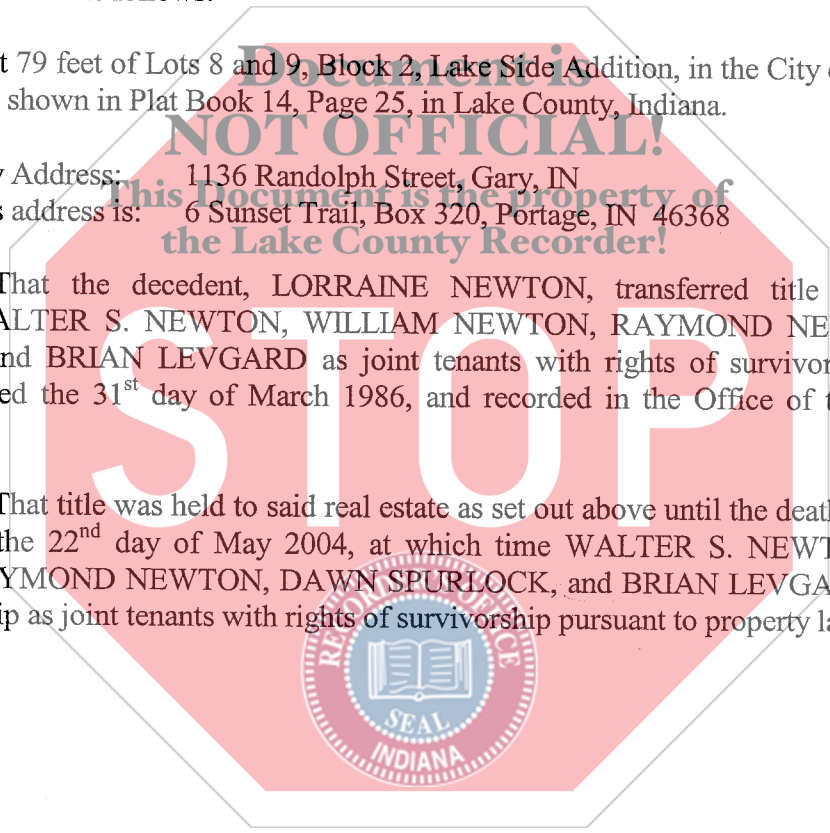 t 79 feet of Lots 8 and 9, Block 2, Lake Side Addition, in the City
shown in Plat Book 14, Page 25, in Lake County, Indiana.
Document is
NOT OFFICIAL!
This Document is the property of
the Lake County Recorder!
y Address: 1136 Randolph Street, Gary, IN
s address is: 6 Sunset Trail, Box 320, Portage, IN 46368
That the decedent, LORRAINE NEWTON, transferred title
ALTER S. NEWTON, WILLIAM NEWTON, RAYMOND NE
nd BRIAN LEVGARD as joint tenants with rights of survivor
ed the 31st day of March 1986, and recorded in the Office of t
STOP
That title was held to said real estate as set out above until the deat
the 22nd day of May 2004, at which time WALTER S. NEWT
YMOND NEWTON, DAWN SPURLOCK, and BRIAN LEVGA
ip as joint tenants with rights of survivorship pursuant to property la
RECORDER'S OFFICE
SEAL
INDIANA